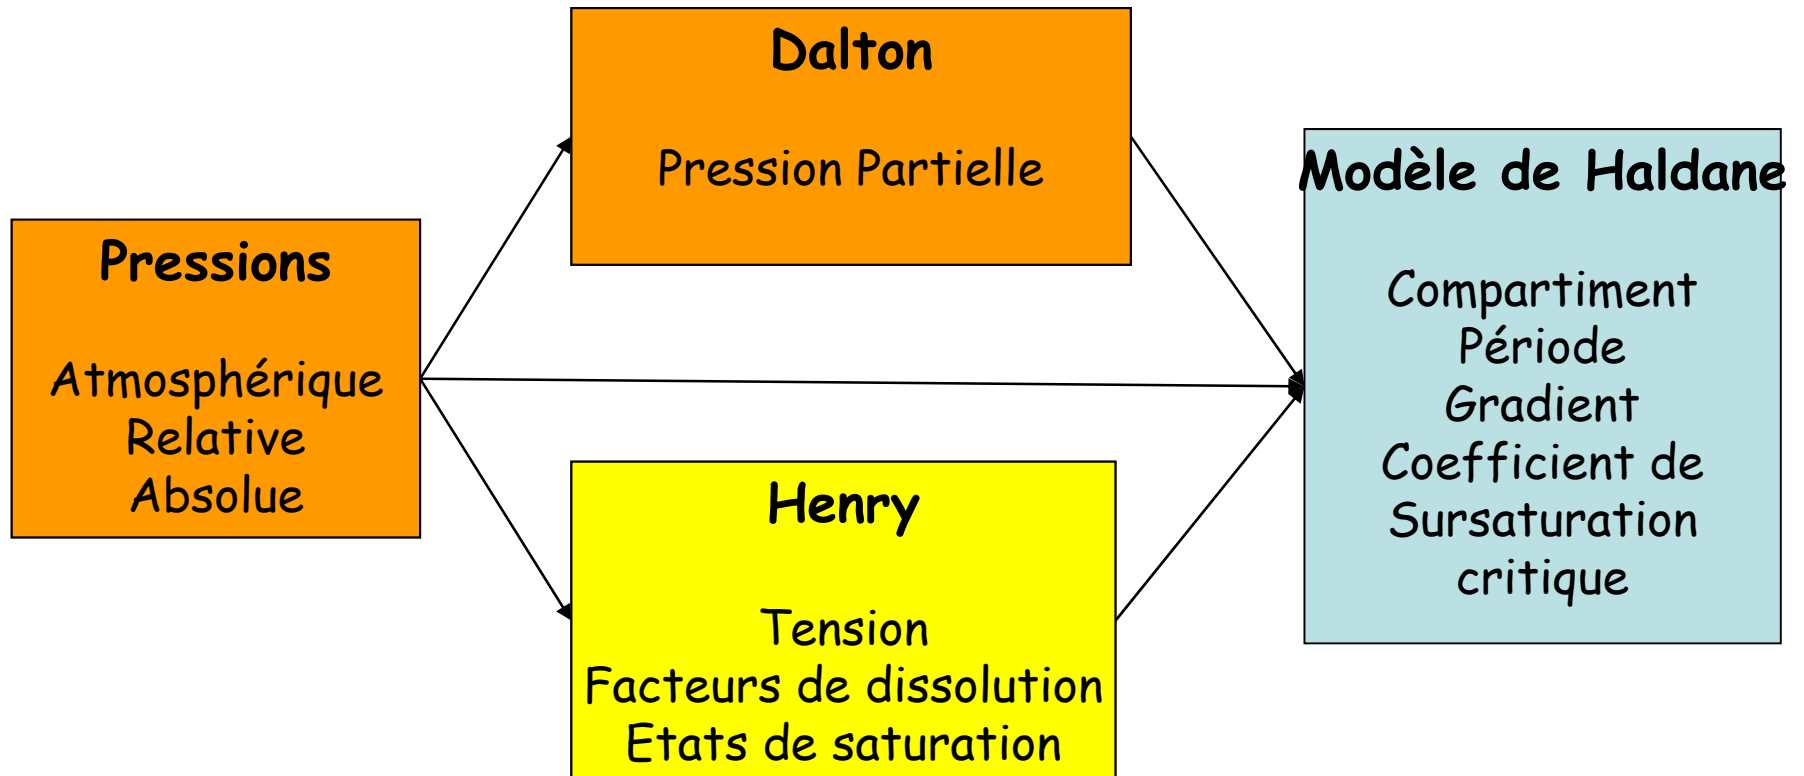 Dalton
Pression Partielle
Pressions
Atmosphérique
Relative
Absolue
Henry
Tension
Facteurs de dissolution
Etats de saturation
Modèle de Haldane
Compartiment
Période
Gradient
Coefficient de
Sursaturation
critique